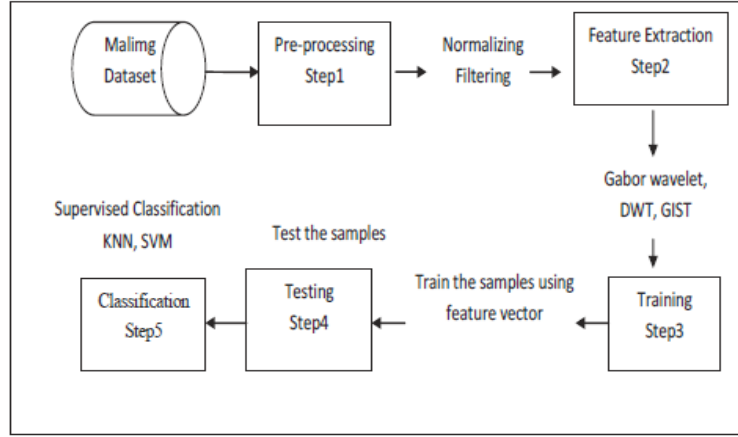 Malimg
Dataset
Pre-processing
Step1
Normalizing
Filtering
Feature Extraction
Step2
Gabor wavelet,
DWT, GIST
Training
Step3
Train the samples using
feature vector
Test the samples
Testing
Step4
Supervised Classification
KNN, SVM
Classification
Step5